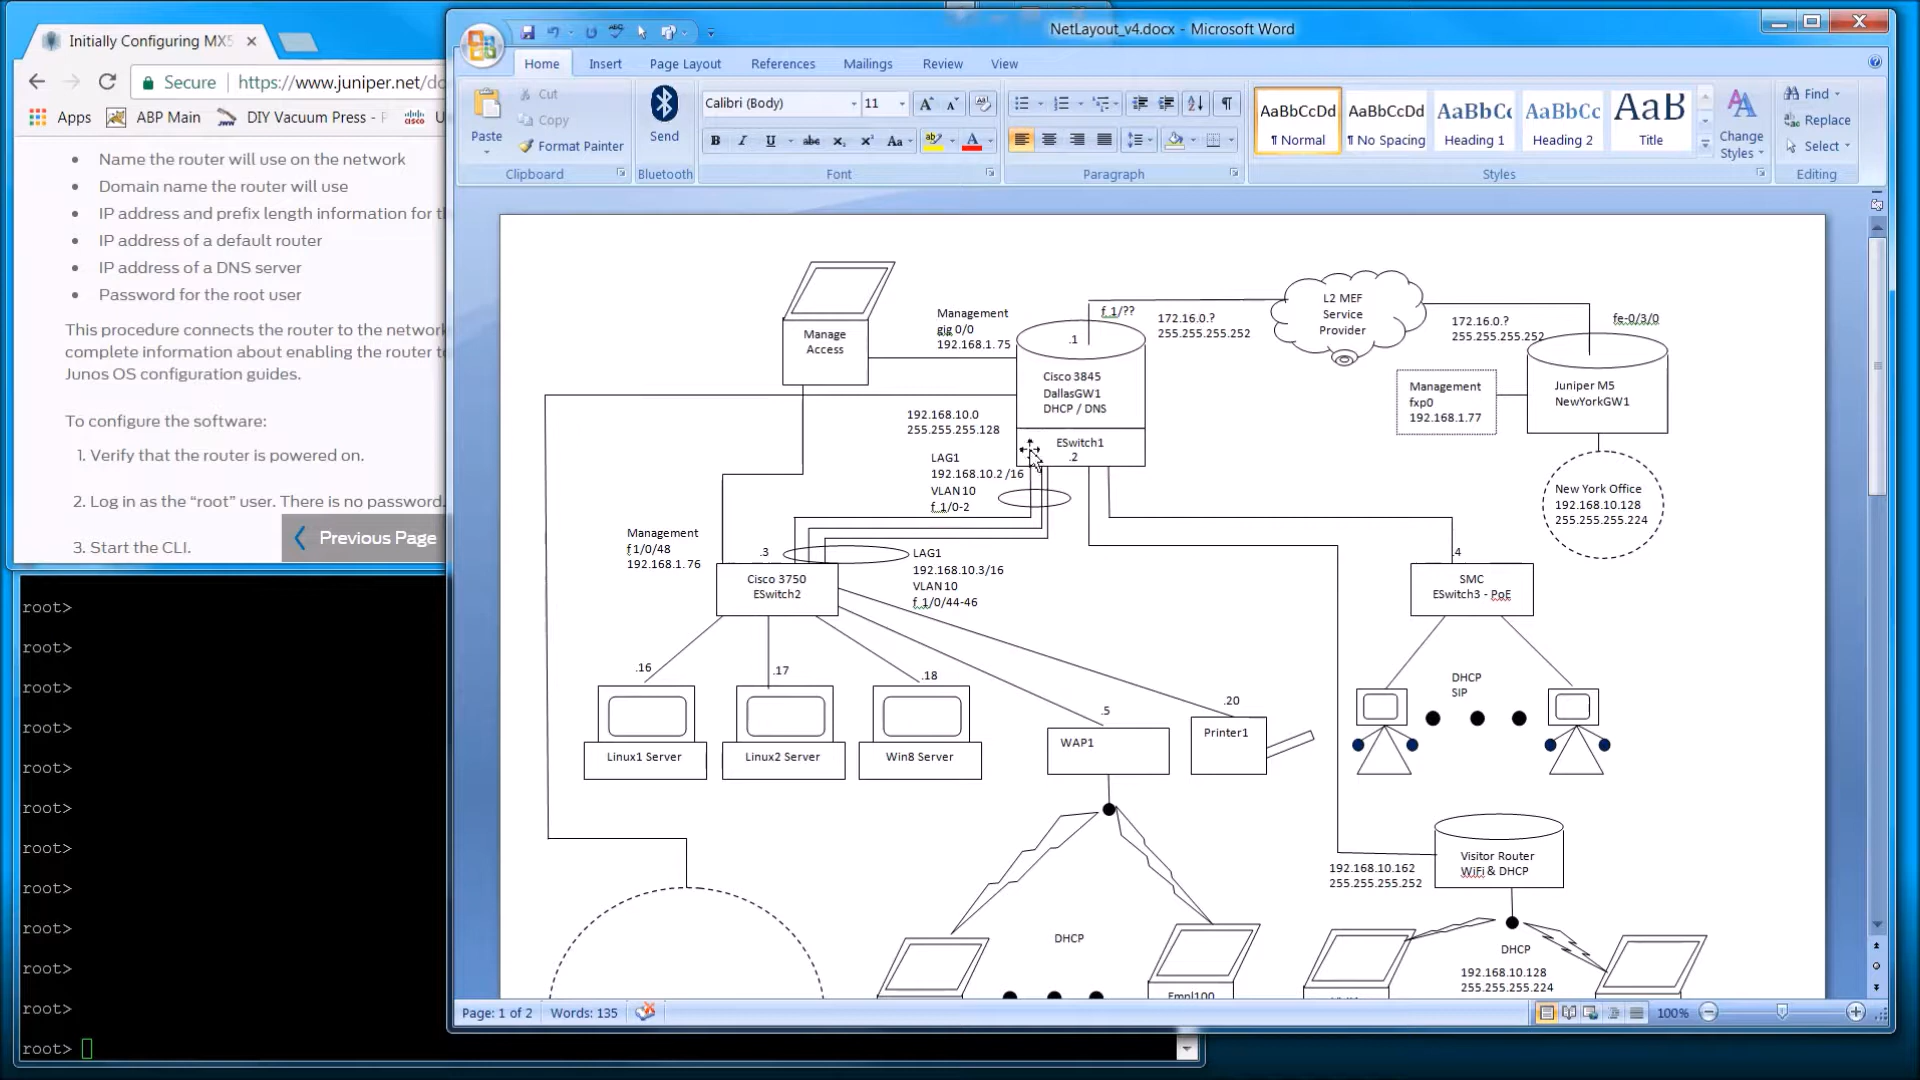 Initially Configuring MX5
Secure
https://www.juniper.net/do
Apps
ABP Main
DIY Vacuum Press - F
cisco
U
Name the router will use on the network
Domain name the router will use
IP address and prefix length information for th
IP address of a default router
IP address of a DNS server
Password for the root user
This procedure connects the router to the network
complete information about enabling the router to
Junos OS configuration guides.
To configure the software:
1. Verify that the router is powered on.
2. Log in as the “root” user. There is no password.
Previous Page
3. Start the CLI.
root>
root>
root>
root>
root>
root>
root>
root>
root>
root>
root>
root>
NetLayout_v4.docx - Microsoft Word
Home
Insert
Page Layout
References
Mailings
Review
View
Paste
Cut
Copy
Format Painter
Clipboard
Send
Bluetooth
Calibri (Body)
11
Font
Paragraph
AaBbCcDd
¶ Normal
AaBbCcDd
¶ No Spacing
AaBbCc
Heading 1
AaBbCc
Heading 2
AaB
Title
Change
Styles
Styles
Find
Replace
Select
Editing
Manage
Access
Management
gig 0/0
192.168.1.75
f 1/??
.1
Cisco 3845
DallasGW1
DHCP / DNS
ESwitch1
.2
172.16.0.?
255.255.255.252
L2 MEF
Service
Provider
172.16.0.?
255.255.255.252
fe-0/3/0
Juniper M5
NewYorkGW1
Management
fxp0
192.168.1.77
New York Office
192.168.10.128
255.255.255.224
192.168.10.0
255.255.255.128
LAG1
192.168.10.2 /16
VLAN 10
f 1/0-2
Management
f 1/0/48
192.168.1.76
.3
Cisco 3750
ESwitch2
LAG1
192.168.10.3/16
VLAN 10
f 1/0/44-46
.4
SMC
ESwitch3 - PoE
DHCP
SIP
.16
Linux1 Server
.17
Linux2 Server
.18
Win8 Server
.5
WAP1
.20
Printer1
Visitor Router
WiFi & DHCP
192.168.10.162
255.255.255.252
DHCP
Empl100
DHCP
192.168.10.128
255.255.255.224
Page: 1 of 2
Words: 135
100%